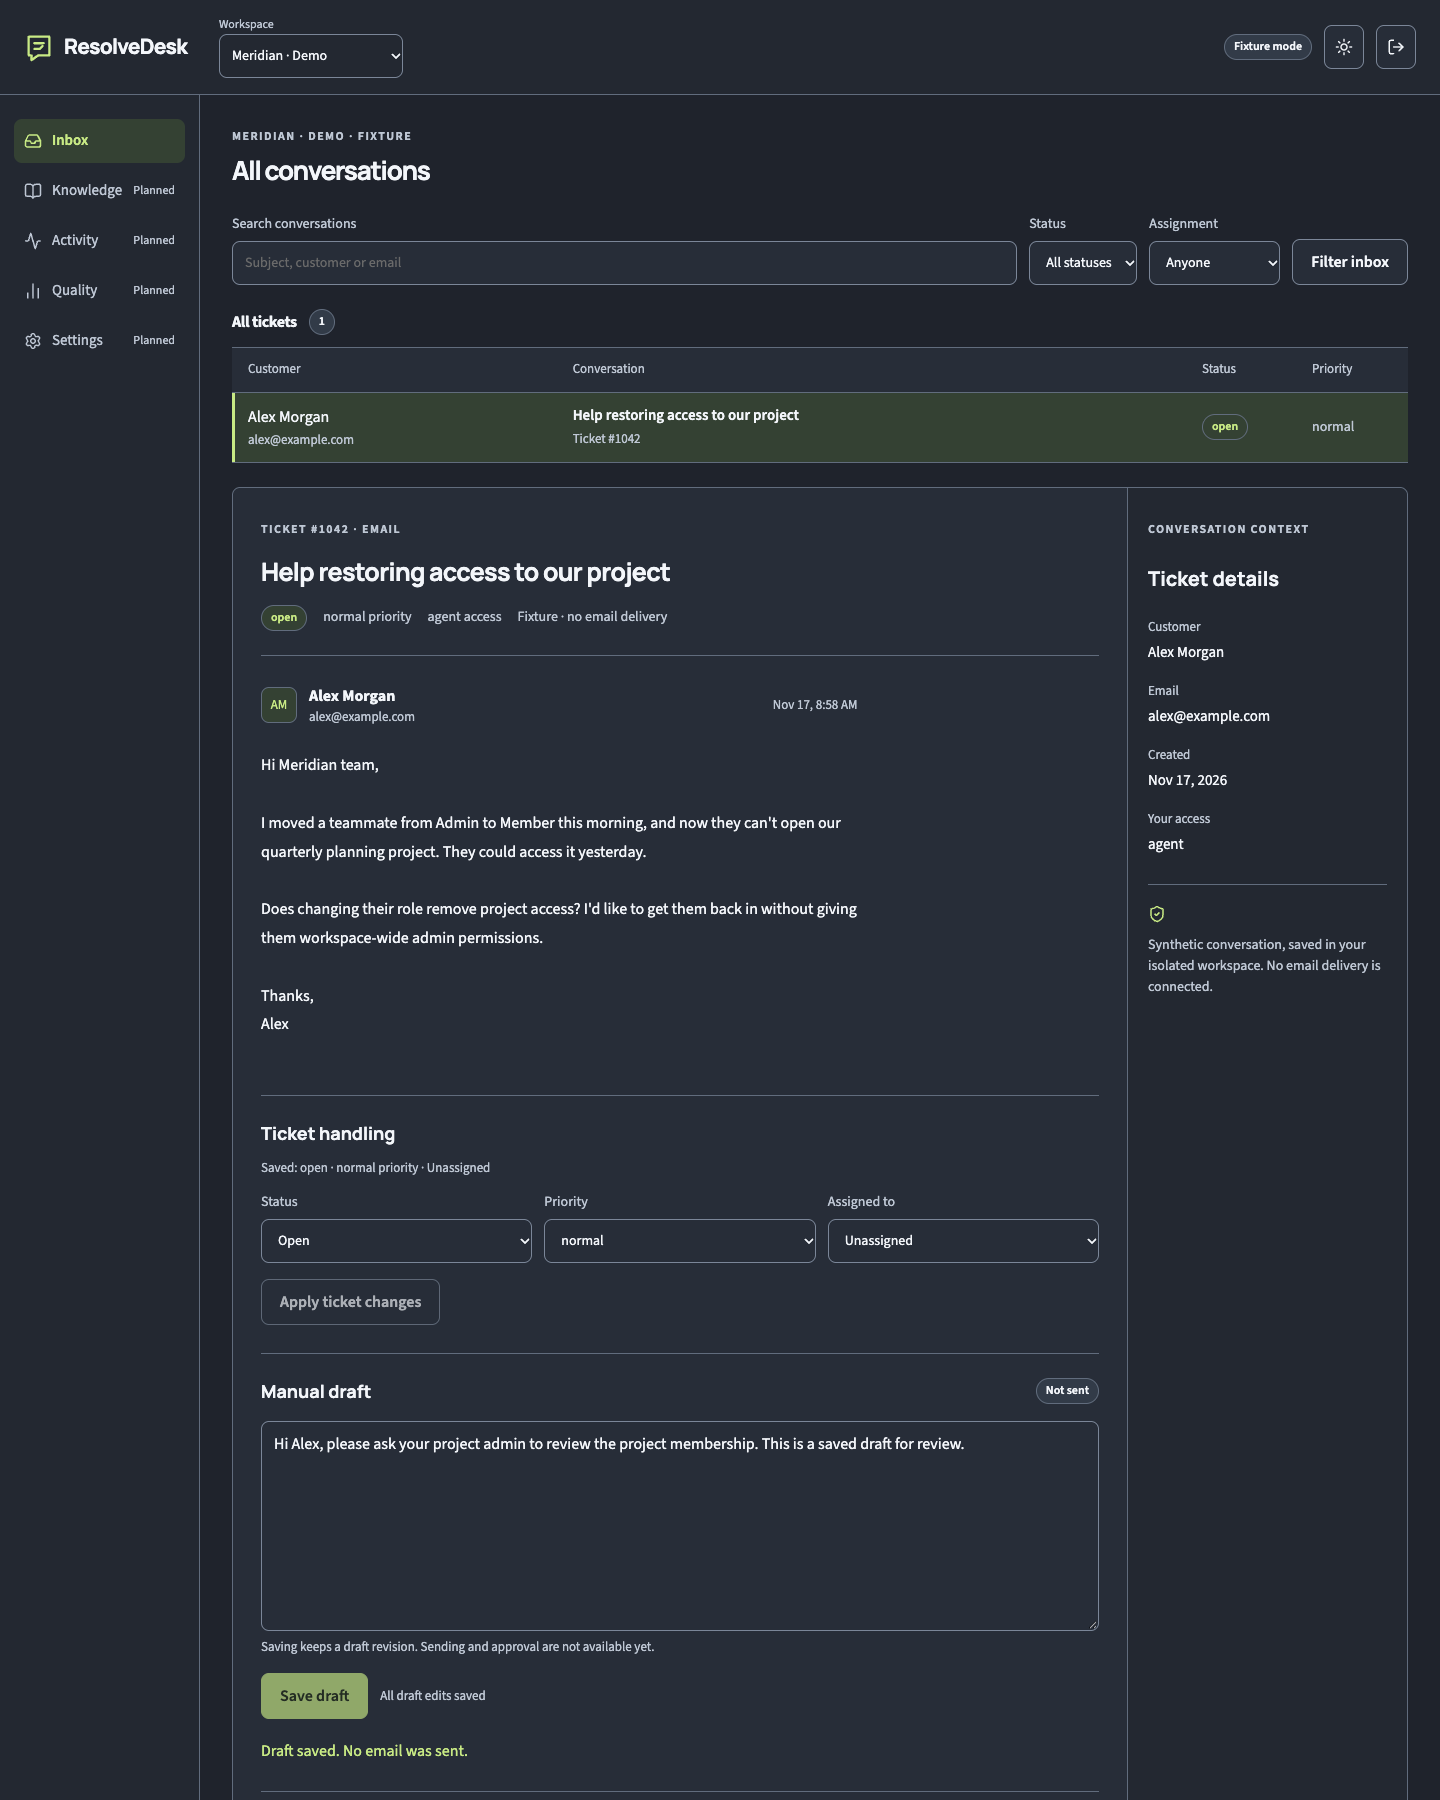 ResolveDesk
Workspace
Meridian · Demo
Fixture mode
Inbox
Knowledge Planned
Activity Planned
Quality Planned
Settings Planned
MERIDIAN · DEMO · FIXTURE
All conversations
Search conversations
Status
Assignment
Subject, customer or email
All statuses
Anyone
Filter inbox
All tickets 1
Customer Conversation Status Priority
Alex Morgan
alex@example.com
Help restoring access to our project
Ticket #1042
open
normal
TICKET #1042 · EMAIL
Help restoring access to our project
open normal priority agent access Fixture · no email delivery
AM
Alex Morgan
alex@example.com
Nov 17, 8:58 AM
Hi Meridian team,
I moved a teammate from Admin to Member this morning, and now they can't open our
quarterly planning project. They could access it yesterday.
Does changing their role remove project access? I'd like to get them back in without giving
them workspace-wide admin permissions.
Thanks,
Alex
Ticket handling
Saved: open · normal priority · Unassigned
Status Priority Assigned to
Open normal Unassigned
Apply ticket changes
Manual draft
Not sent
Hi Alex, please ask your project admin to review the project membership. This is a saved draft for review.
Saving keeps a draft revision. Sending and approval are not available yet.
Save draft
All draft edits saved
Draft saved. No email was sent.
CONVERSATION CONTEXT
Ticket details
Customer
Alex Morgan
Email
alex@example.com
Created
Nov 17, 2026
Your access
agent
Synthetic conversation, saved in your
isolated workspace. No email delivery is
connected.